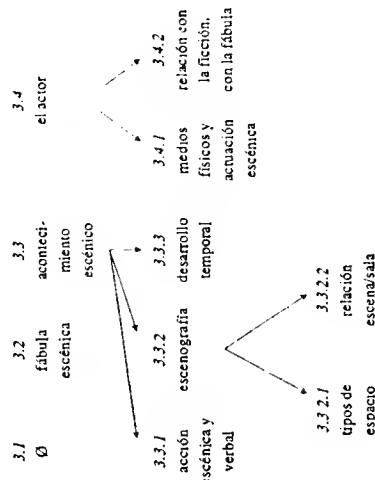 3.1
Ø
3.2
fábula
escénica
3.3
aconteci-
miento
escénico
3.4
el actor
3.3.1
acción
escénica y
verbal
3.3.2
escenografía
3.3.3
desarrollo
temporal
3.4.1
medios
físicos y
actuación
escénica
3.4.2
relación con
la ficción,
con la fábula
3.3.2.1
tipos de
espacio
3.3.2.2
relación
escena/sala